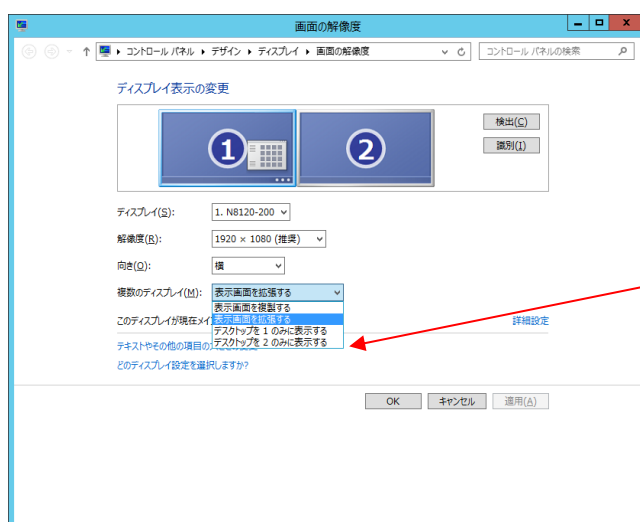 画面の解像度
コントロール パネル デザイン ディスプレイ 画面の解像度
コントロール パネルの検索
ディスプレイ表示の変更
1
2
検出(C)
識別(I)
ディスプレイ(S): 1. N8120-200
解像度(R): 1920 × 1080 (推奨)
向き(O): 横
複数のディスプレイ(M): 表示画面を拡張する
表示画面を複製する
表示画面を拡張する
デスクトップを 1 のみに表示する
デスクトップを 2 のみに表示する
このディスプレイが現在メイ
詳細設定
テキストやその他の項目の
どのディスプレイ設定を選択しますか?
OK キャンセル 適用(A)